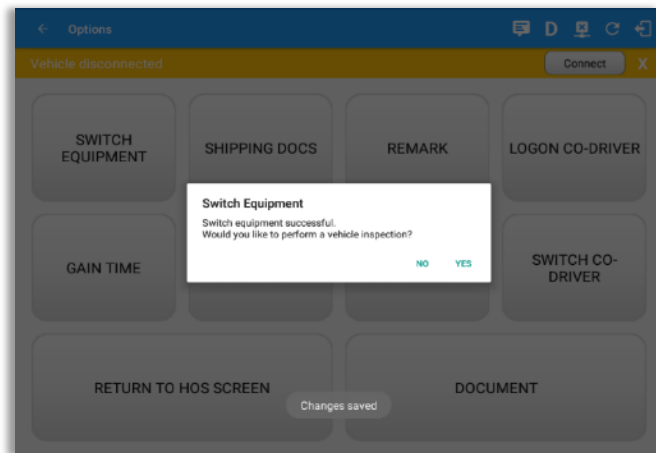 Options
D
Vehicle disconnected
Connect
X
SWITCH
EQUIPMENT
SHIPPING DOCS
REMARK
LOGON CO-DRIVER
Switch Equipment
Switch equipment successful.
Would you like to perform a vehicle inspection?
NO
YES
GAIN TIME
SWITCH CO-
DRIVER
RETURN TO HOS SCREEN
DOCUMENT
Changes saved